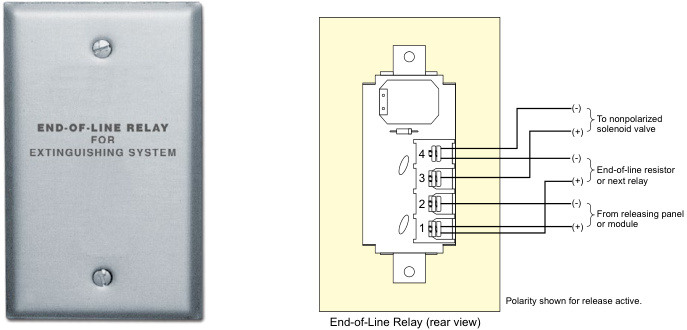 END-OF-LINE RELAY
FOR
EXTINGUISHING SYSTEM
4
3
2
1
(-)
(+)
To nonpolarized
solenoid valve
(-)
(+)
End-of-line resistor
or next relay
(-)
(+)
From releasing panel
or module
Polarity shown for release active.
End-of-Line Relay (rear view)